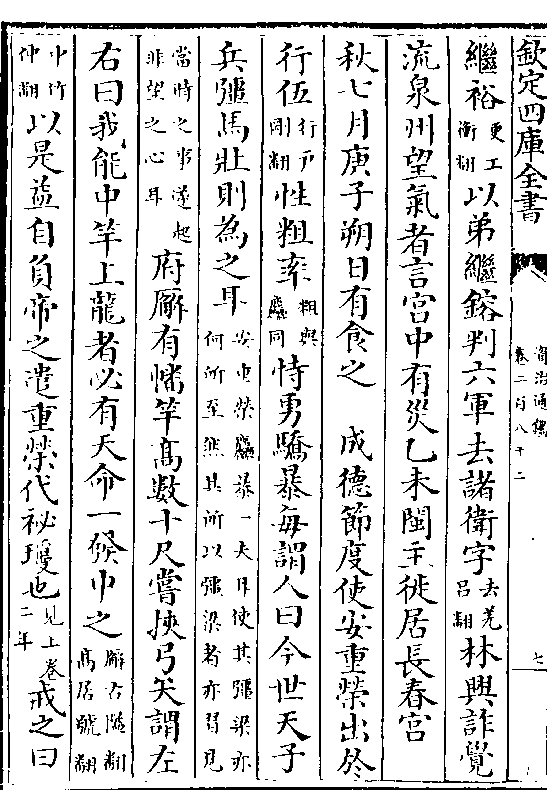 欽定四庫全書
資治通鑑
卷二百八十二
七
繼裕更工衡翻以弟繼鎔判六軍去諸衛字去羌呂翻林興詐覺
流泉州望氣者言宮中有災乙未閩主徙居長春宮
秋七月庚子朔日有食之 成德節度使安重榮出於
行伍行戶剛翻性粗率粗與麤同恃勇驕暴每謂人曰今世天子
兵彊馬壯則為之耳安重榮麤暴一夫耳使其彊梁亦何所至然其所以彊梁者亦習見
當時之事遂起非望之心耳府廨有幡竿高數十尺嘗挾弓矢謂左
右曰我能中竿上龍者必有天命一發中之廨古隘翻高居號翻
中竹仲翻以是益自負帝之遣重榮代祕瓊也見上卷二年戒之曰